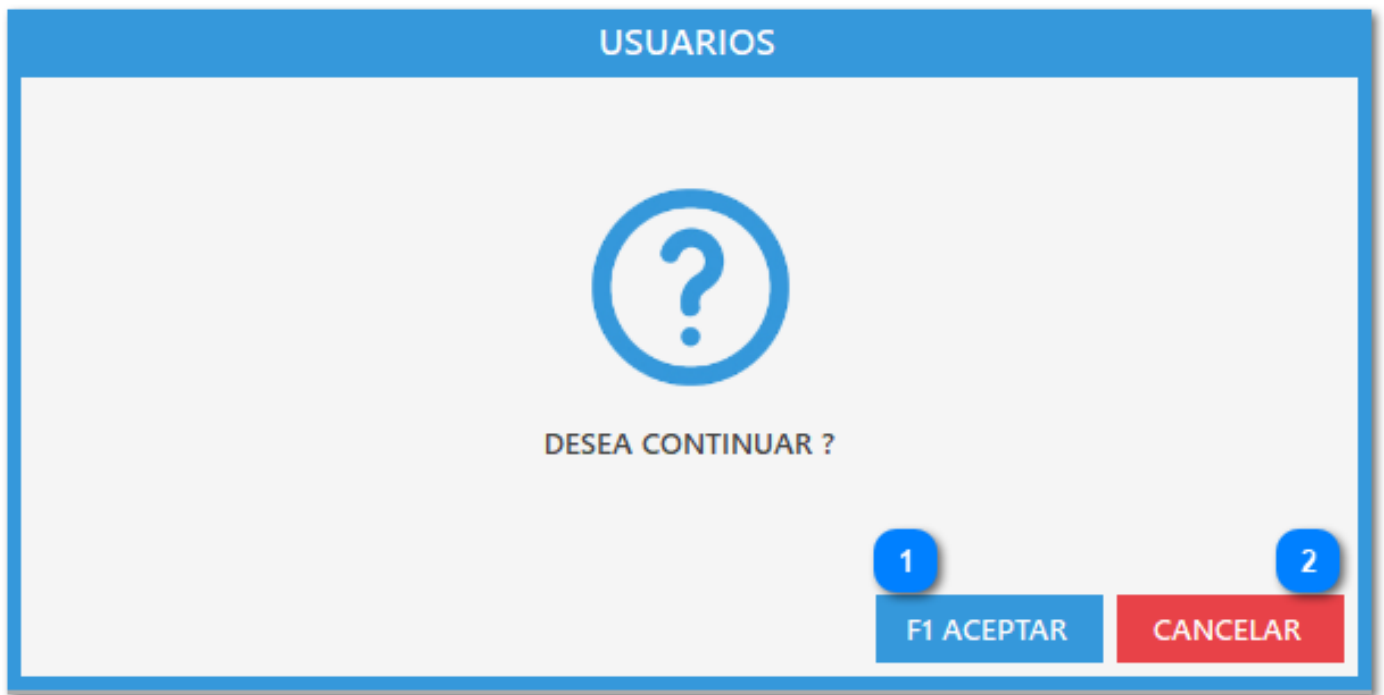 USUARIOS
?
DESEA CONTINUAR ?
1 2
F1 ACEPTAR CANCELAR